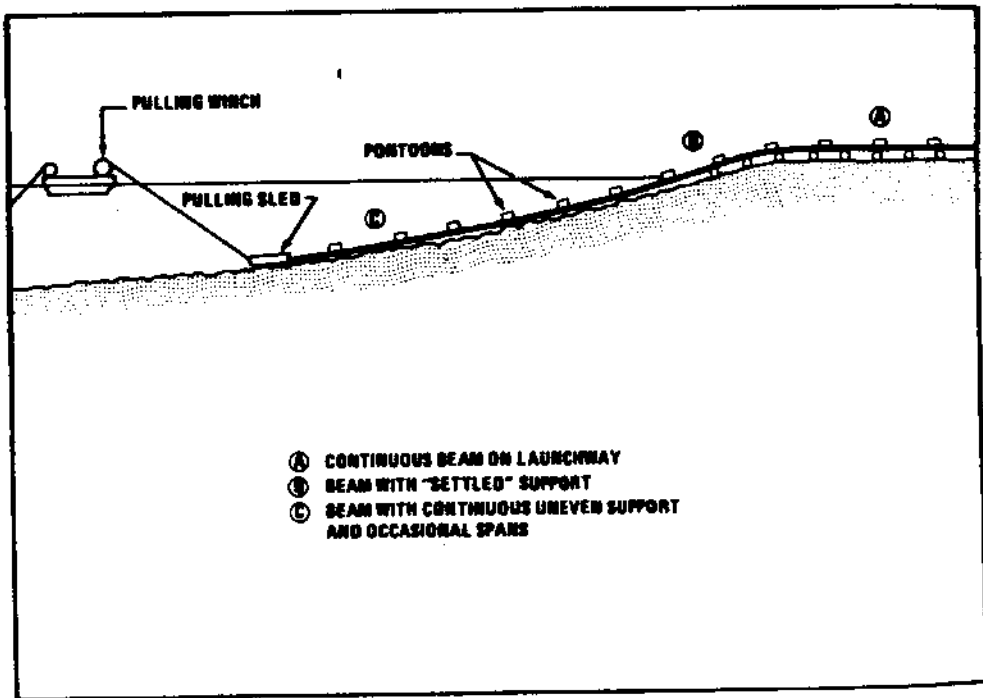 PULLING WINCH
A
B
PONTOONS
PULLING SLED
C
A CONTINUOUS BEAM ON LAUNCHWAY
B BEAM WITH "SETTLED" SUPPORT
C BEAM WITH CONTINUOUS UNEVEN SUPPORT
AND OCCASIONAL SPANS